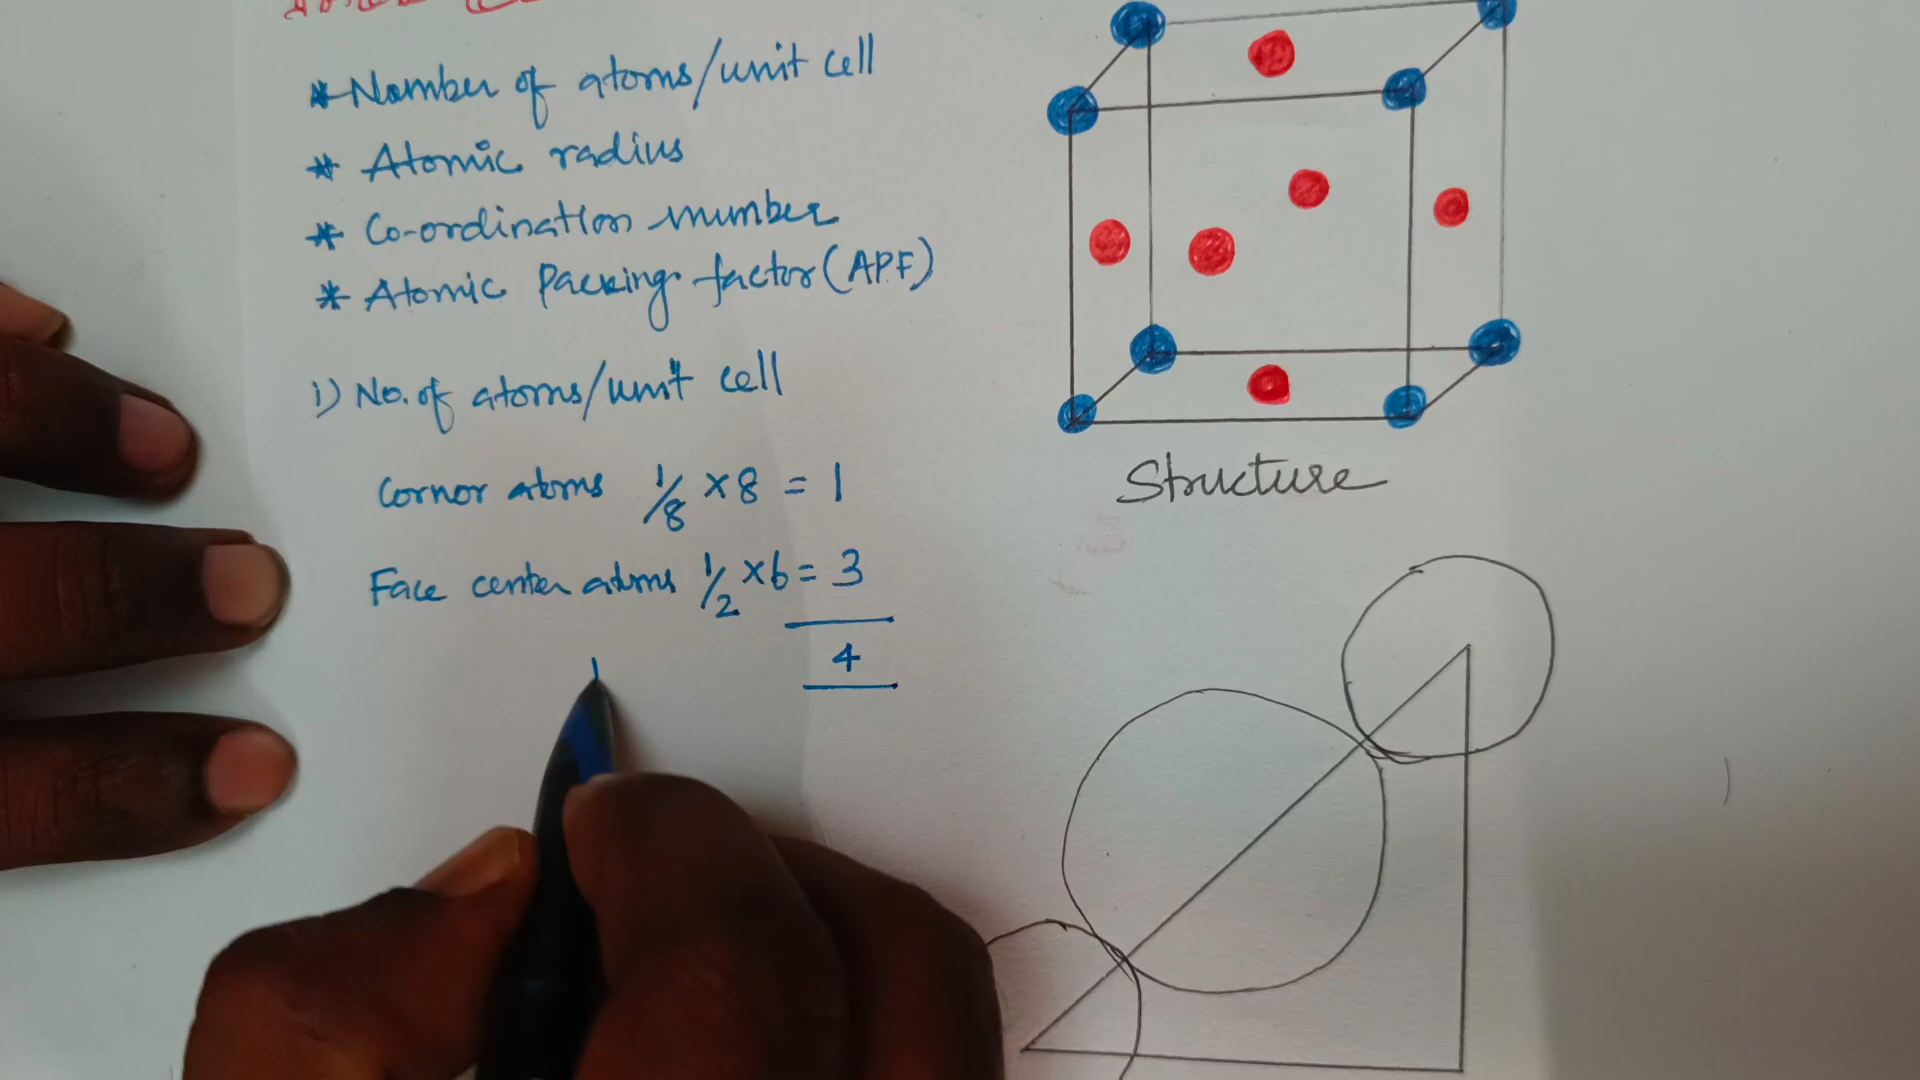 * Number of atoms/unit cell
* Atomic radius
* Co-ordination number
* Atomic Packing factor (APF)
i) No. of atoms/unit cell
Cornor atoms 1/8 × 8 = 1
Face center atoms 1/2 × 6 = 3
4
Structure